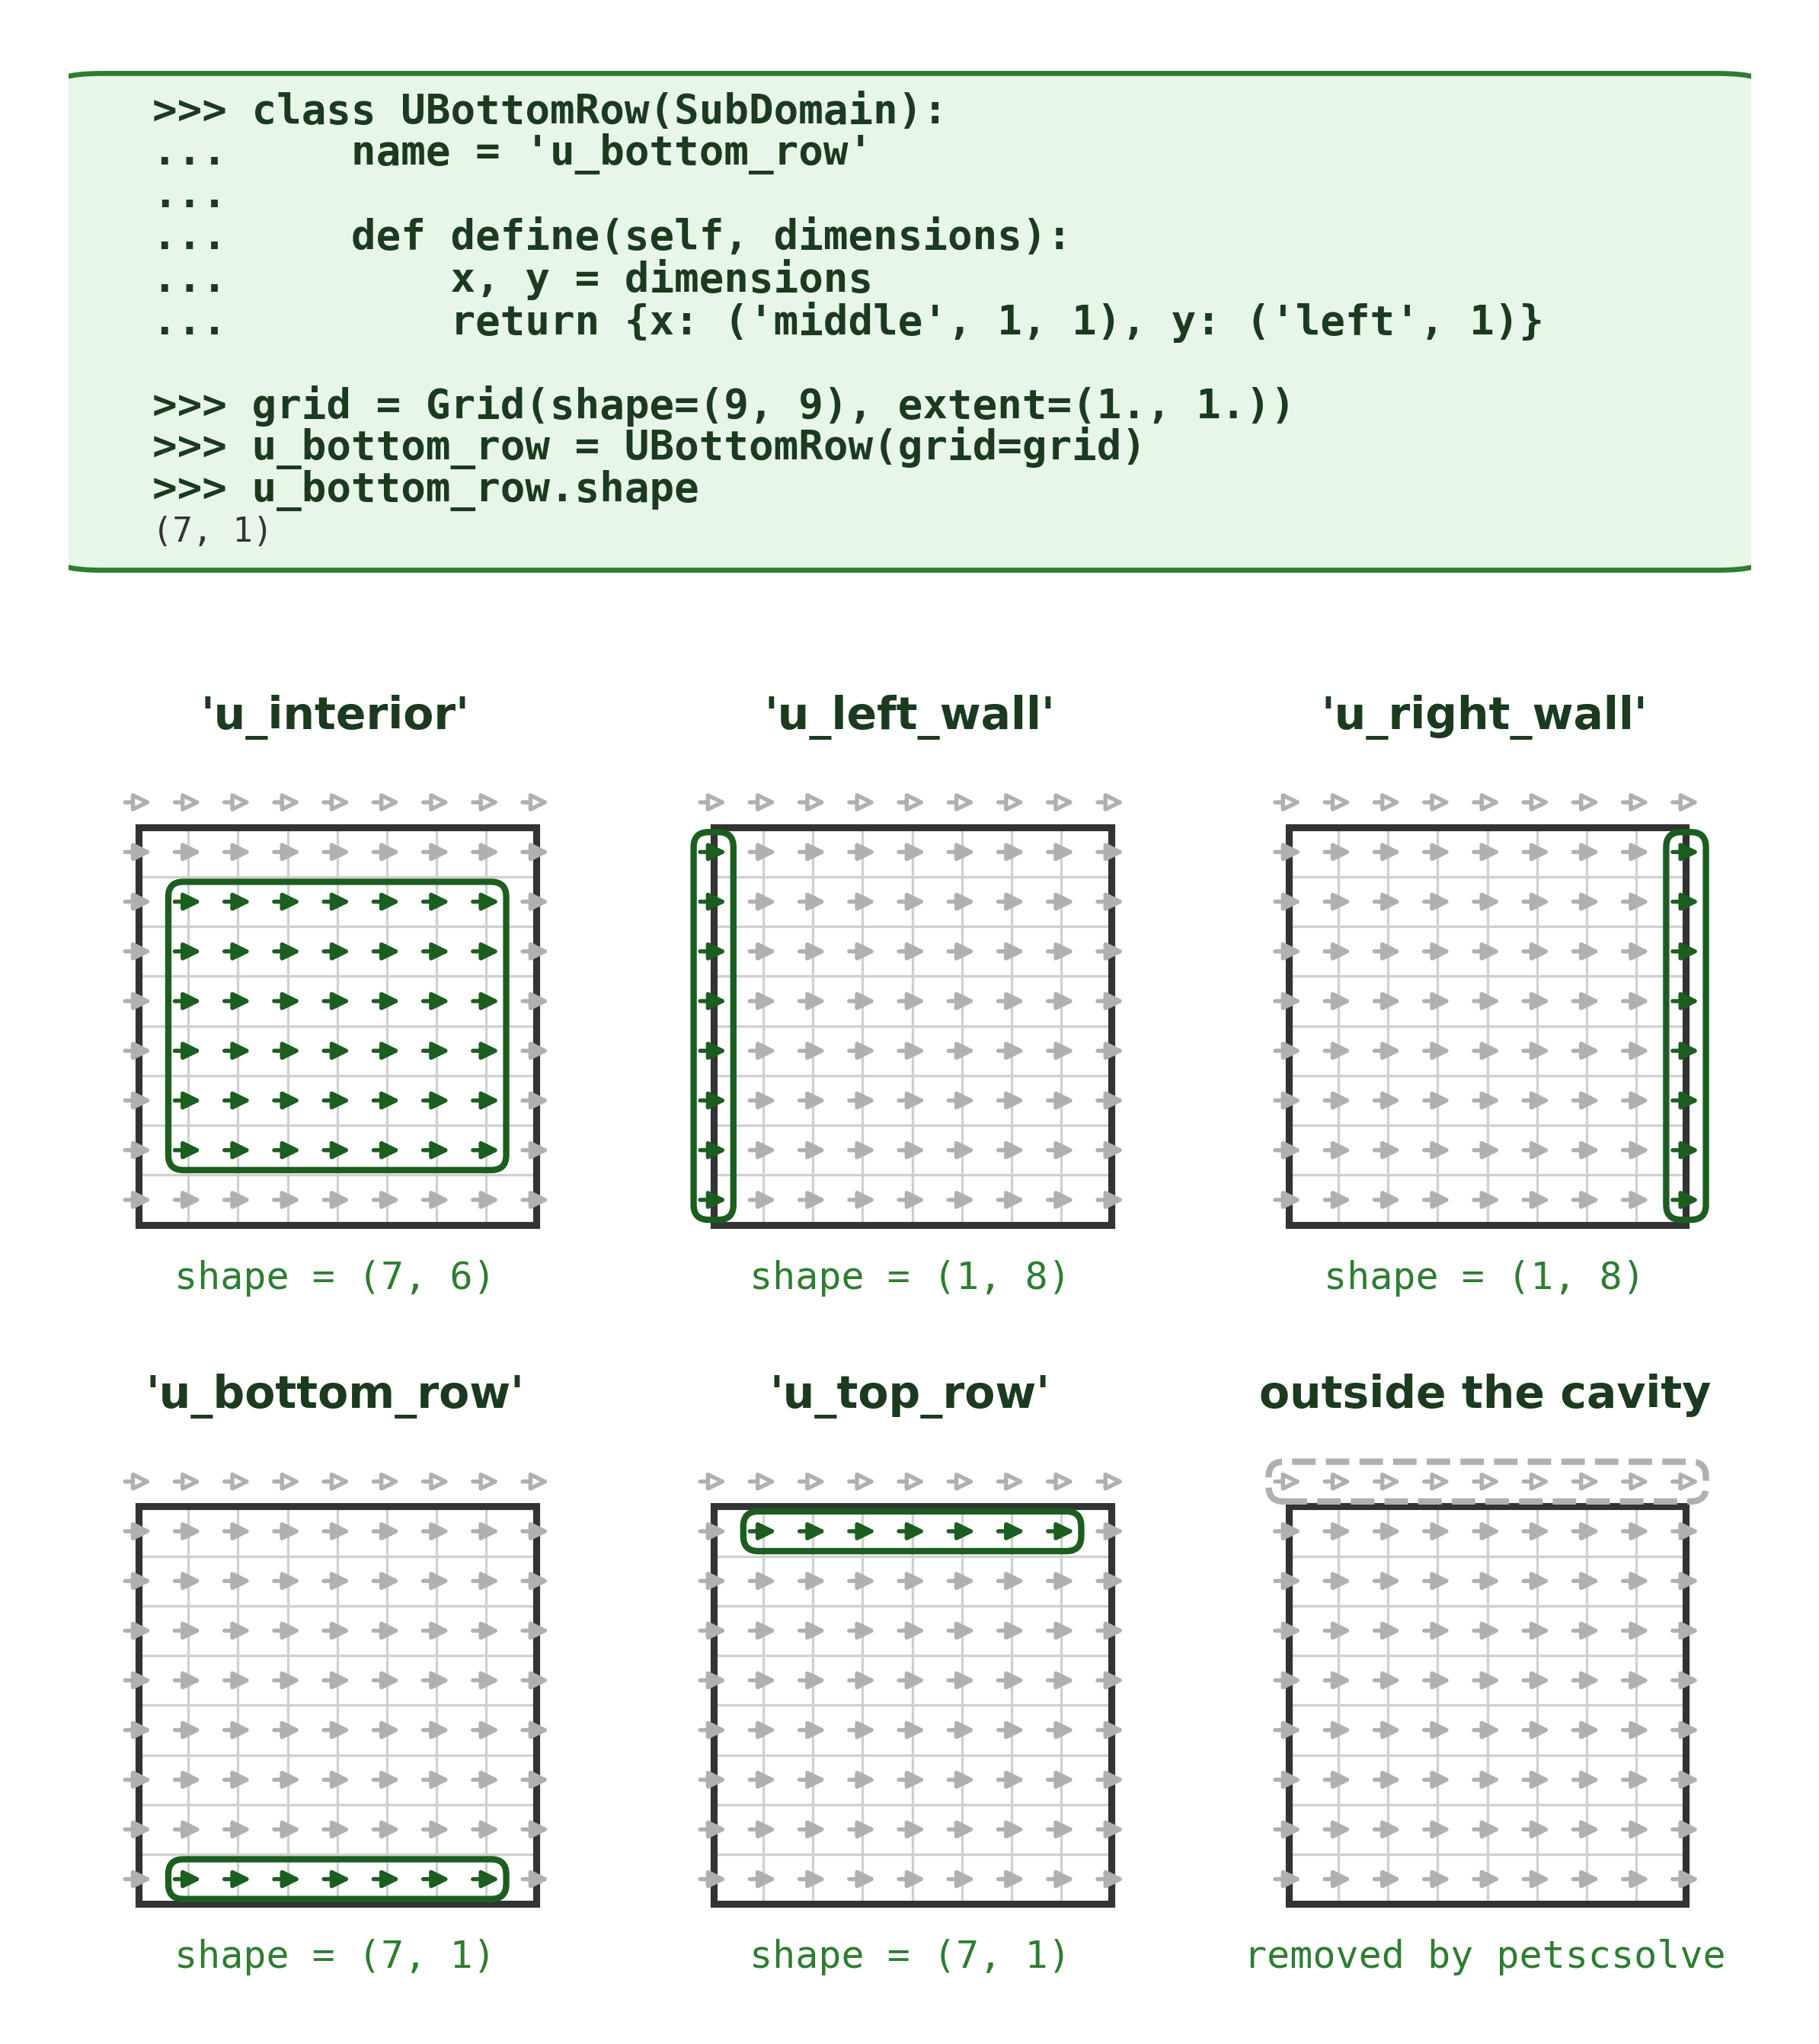 >>> class UBottomRow(SubDomain):
...     name = 'u_bottom_row'
...
...     def define(self, dimensions):
...         x, y = dimensions
...         return {x: ('middle', 1, 1), y: ('left', 1)}
>>> grid = Grid(shape=(9, 9), extent=(1., 1.))
>>> u_bottom_row = UBottomRow(grid=grid)
>>> u_bottom_row.shape
(7, 1)
'u_interior'
'u_left_wall'
'u_right_wall'
shape = (7, 6)
shape = (1, 8)
shape = (1, 8)
'u_bottom_row'
'u_top_row'
outside the cavity
shape = (7, 1)
shape = (7, 1)
removed by petscsolve